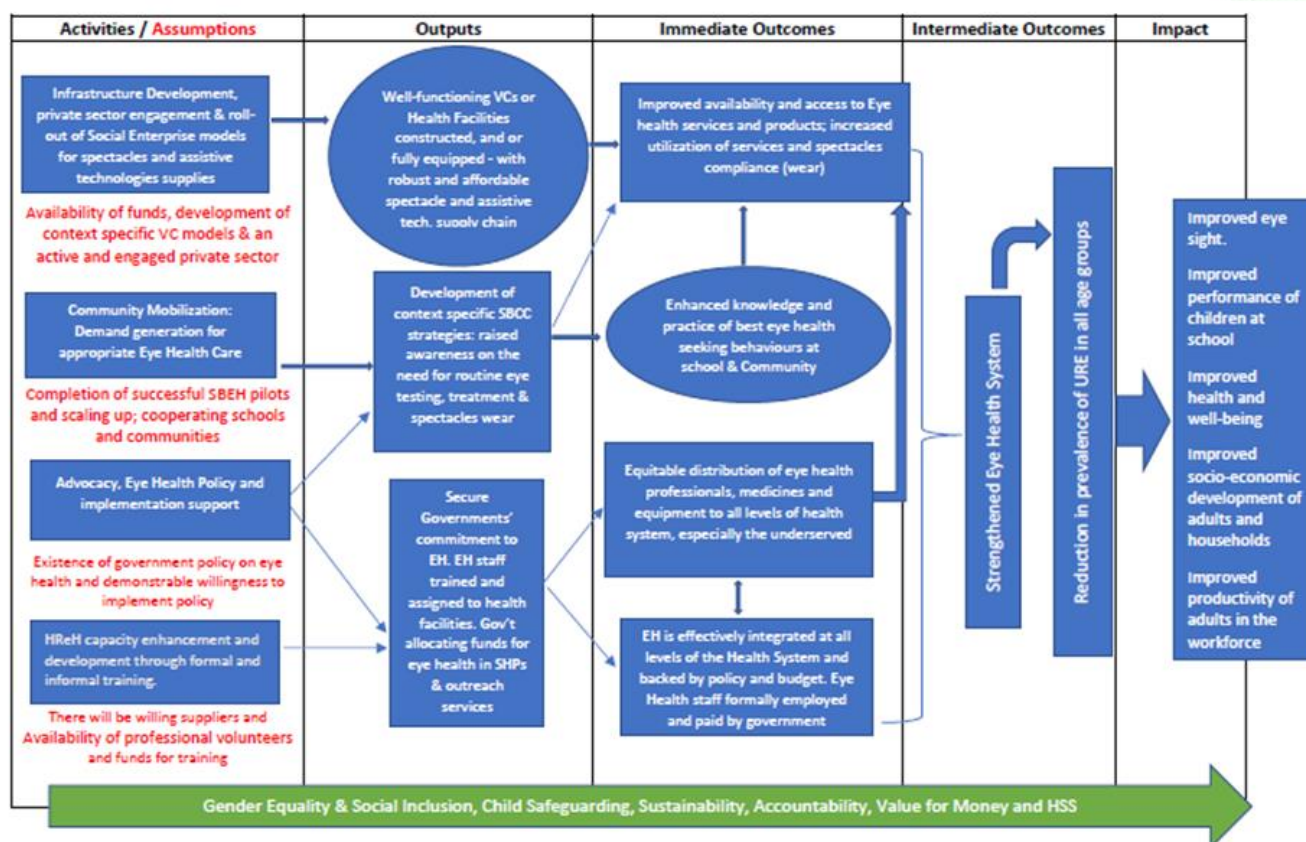 Activities / Assumptions
Outputs
Immediate Outcomes
Intermediate Outcomes
Impact
Infrastructure Development,
private sector engagement & roll-
out of Social Enterprise models
for spectacles and assistive
technologies supplies
Availability of funds, development of
context specific VC models & an
active and engaged private sector
Community Mobilization:
Demand generation for
appropriate Eye Health Care
Completion of successful SBEH pilots
and scaling up; cooperating schools
and communities
Advocacy, Eye Health Policy and
implementation support
Existence of government policy on eye
health and demonstrable willingness to
implement policy
HReH capacity enhancement and
development through formal and
informal training.
There will be willing suppliers and
Availability of professional volunteers
and funds for training
Well-functioning VCs or
Health Facilities
constructed, and or
fully equipped - with
robust and affordable
spectacle and assistive
tech. supply chain
Development of
context specific SBCC
strategies: raised
awareness on the
need for routine eye
testing, treatment &
spectacles wear
Secure
Governments'
commitment to
EH. EH staff
trained and
assigned to health
facilities. Gov't
allocating funds for
eye health in SHPs
& outreach
services
Improved availability and access to Eye
health services and products; increased
utilization of services and spectacles
compliance (wear)
Enhanced knowledge and
practice of best eye health
seeking behaviours at
school & Community
Equitable distribution of eye health
professionals, medicines and
equipment to all levels of health
system, especially the underserved
EH is effectively integrated at all
levels of the Health System and
backed by policy and budget. Eye
Health staff formally employed
and paid by government
Strengthened Eye Health System
Reduction in prevalence of URE in all age groups
Improved eye
sight.
Improved
performance of
children at
school
Improved
health and
well-being
Improved
socio-economic
development of
adults and
households
Improved
productivity of
adults in the
workforce
Gender Equality & Social Inclusion, Child Safeguarding, Sustainability, Accountability, Value for Money and HSS